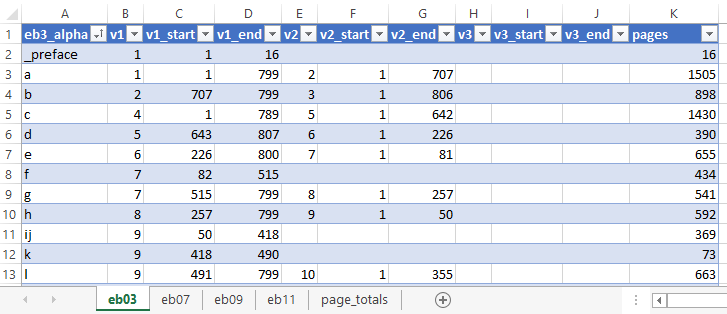 A B C D E F G H I J K
1 eb3_alpha v1 v1_start v1_end v2 v2_start v2_end v3 v3_start v3_end pages
2 _preface 1 1 16 16
3 a 1 1 799 2 1 707 1505
4 b 2 707 799 3 1 806 898
5 c 4 1 789 5 1 642 1430
6 d 5 643 807 6 1 226 390
7 e 6 226 800 7 1 81 655
8 f 7 82 515 434
9 g 7 515 799 8 1 257 541
10 h 8 257 799 9 1 50 592
11 ij 9 50 418 369
12 k 9 418 490 73
13 l 9 491 799 10 1 355 663
eb03 eb07 eb09 eb11 page_totals